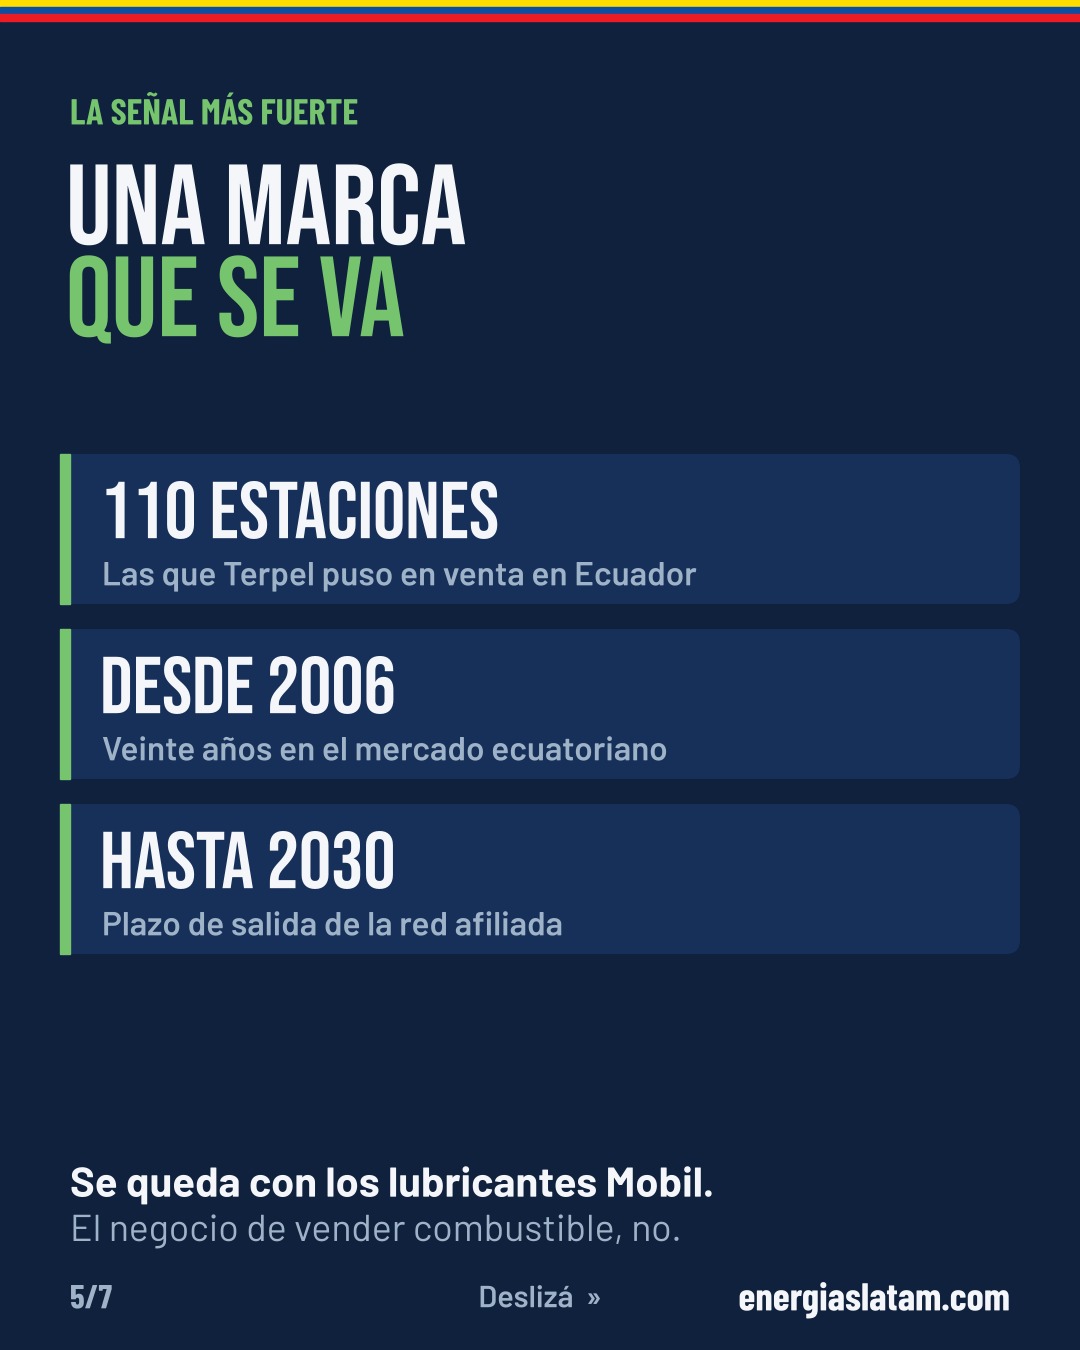 LA SEÑAL MÁS FUERTE
UNA MARCA
QUE SE VA
110 ESTACIONES
Las que Terpel puso en venta en Ecuador
DESDE 2006
Veinte años en el mercado ecuatoriano
HASTA 2030
Plazo de salida de la red afiliada
Se queda con los lubricantes Mobil.
El negocio de vender combustible, no.
5/7
Deslizá »
energiaslatam.com